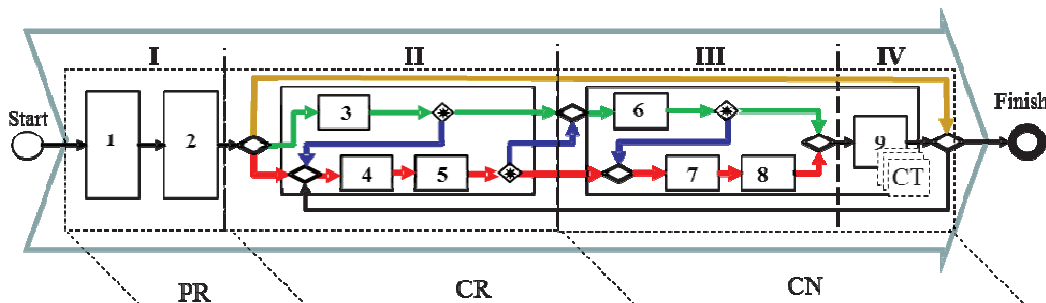 I II III IV
Start
Finish
1 2 3 4 5 6 7 8 9
CT
PR CR CN